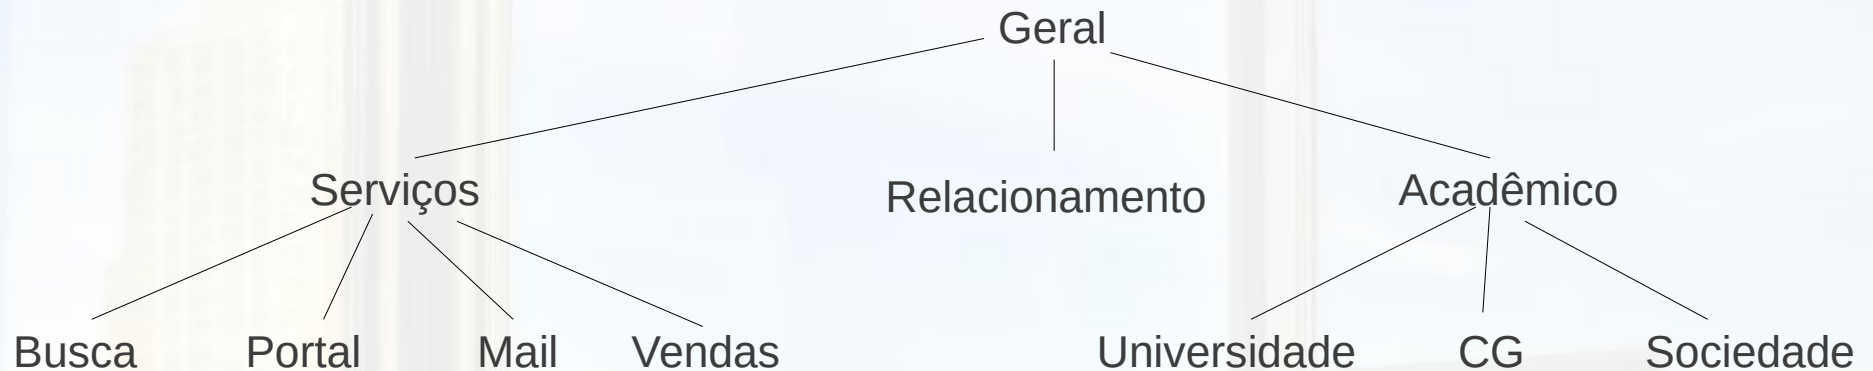 Geral
Serviços
Relacionamento
Acadêmico
Busca
Portal
Mail
Vendas
Universidade
CG
Sociedade